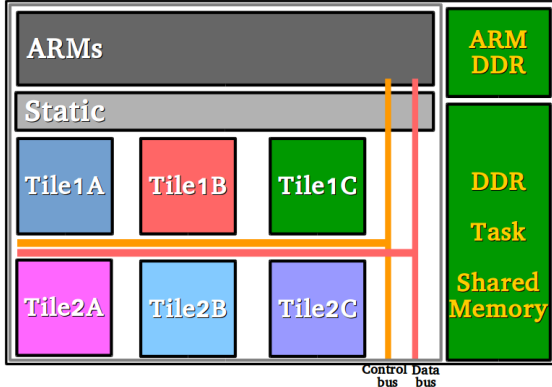 ARMs
ARM
DDR
Static
Tile1A
Tile1B
Tile1C
DDR
Task
Shared
Memory
Tile2A
Tile2B
Tile2C
Control
bus
Data
bus